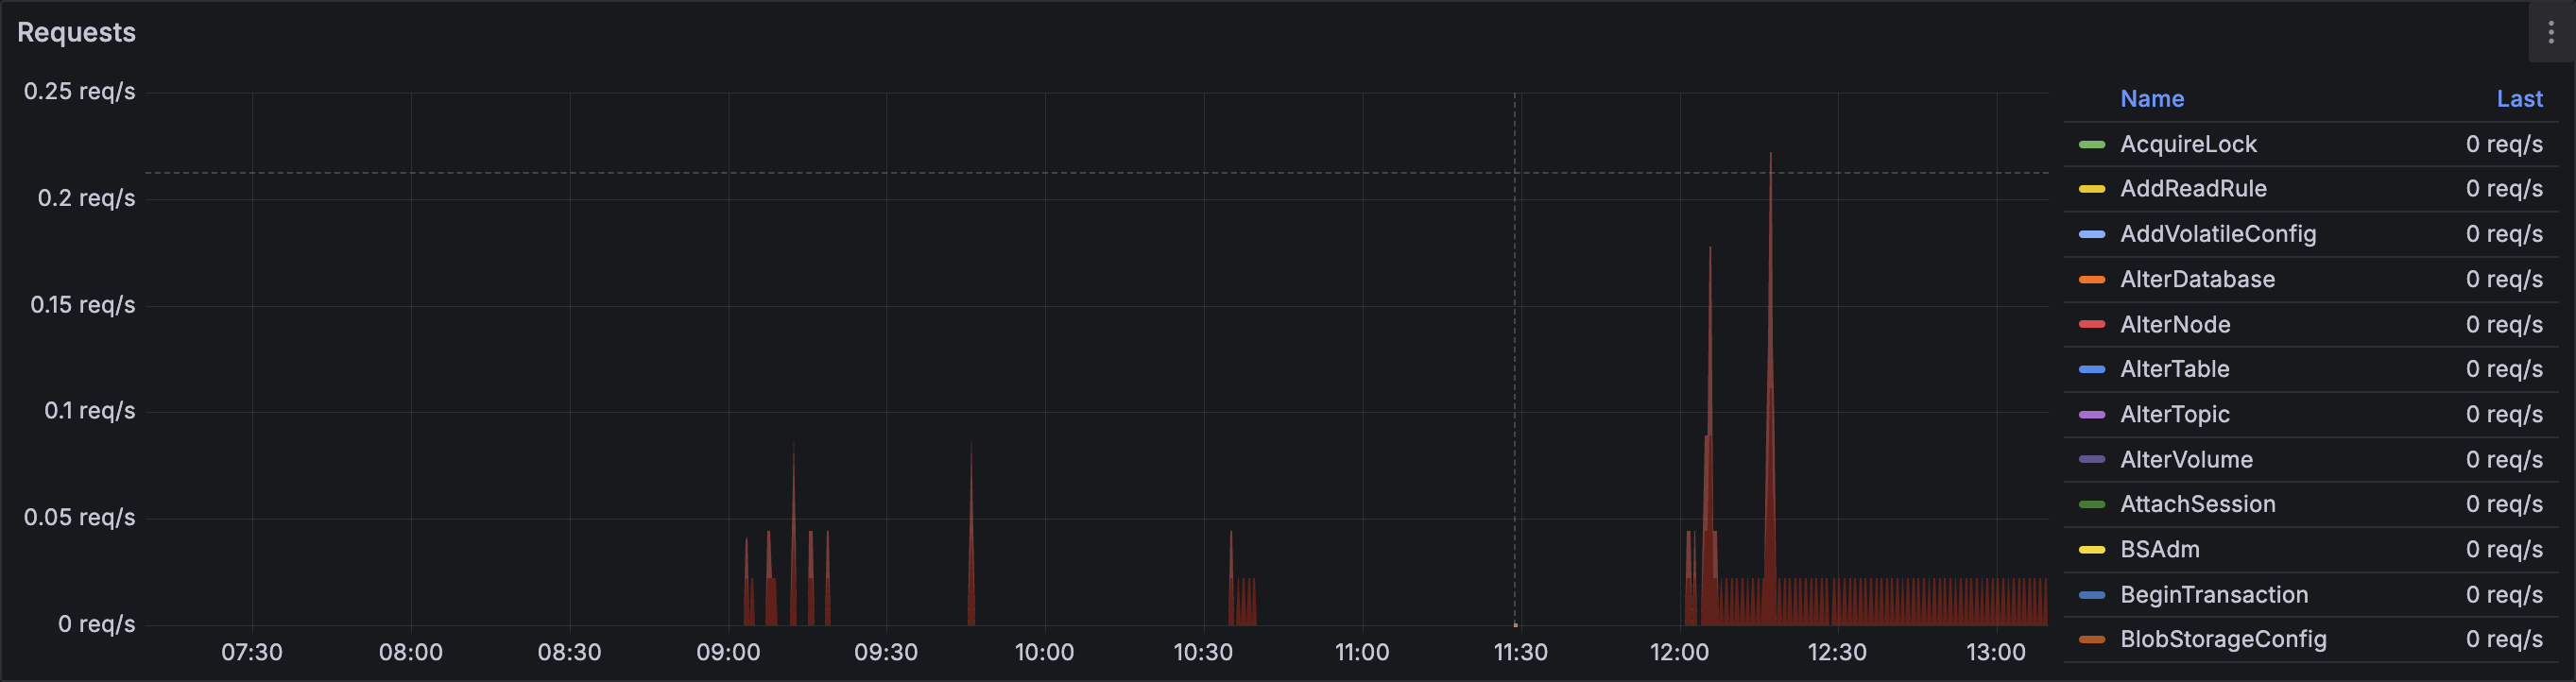 Requests
0.25 req/s
0.2 req/s
0.15 req/s
0.1 req/s
0.05 req/s
0 req/s
07:30 08:00 08:30 09:00 09:30 10:00 10:30 11:00 11:30 12:00 12:30 13:00
Name Last
AcquireLock 0 req/s
AddReadRule 0 req/s
AddVolatileConfig 0 req/s
AlterDatabase 0 req/s
AlterNode 0 req/s
AlterTable 0 req/s
AlterTopic 0 req/s
AlterVolume 0 req/s
AttachSession 0 req/s
BSAdm 0 req/s
BeginTransaction 0 req/s
BlobStorageConfig 0 req/s